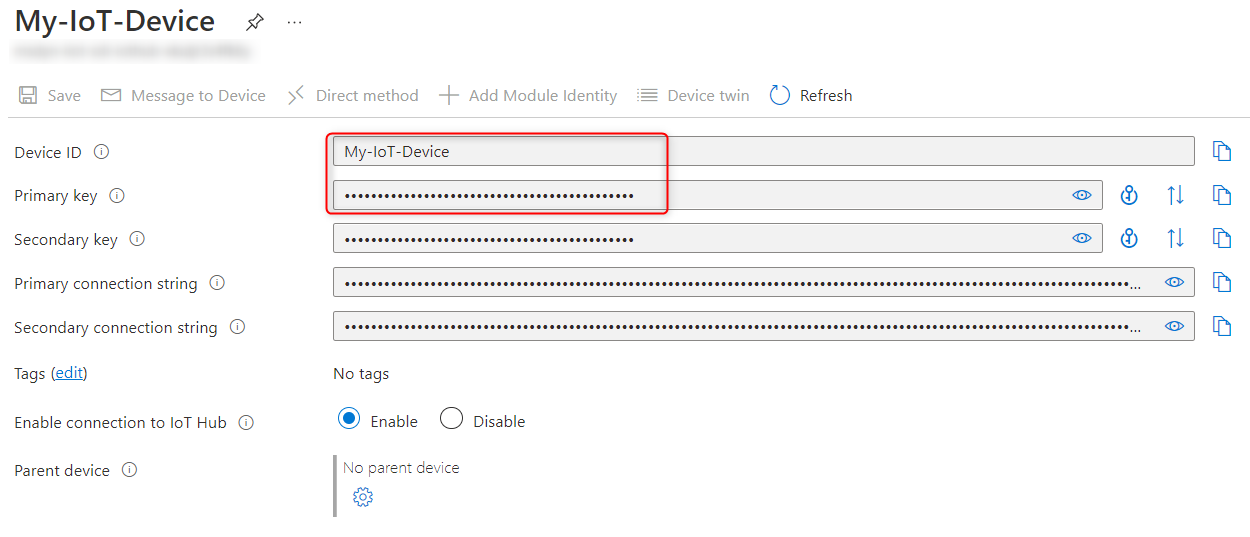 My-IoT-Device ...
Save Message to Device Direct method Add Module Identity Device twin Refresh
Device ID My-IoT-Device
Primary key ••••••••••••••••••••••••••••••••••••••••••••
Secondary key ••••••••••••••••••••••••••••••••••••••••••••
Primary connection string ...
Secondary connection string ...
Tags (edit) No tags
Enable connection to IoT Hub Enable Disable
Parent device No parent device